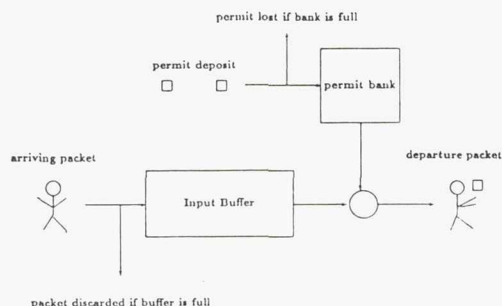 permit lost if bank is full
permit deposit
permit bank
arriving packet
departure packet
Input Buffer
packet discarded if buffer is full